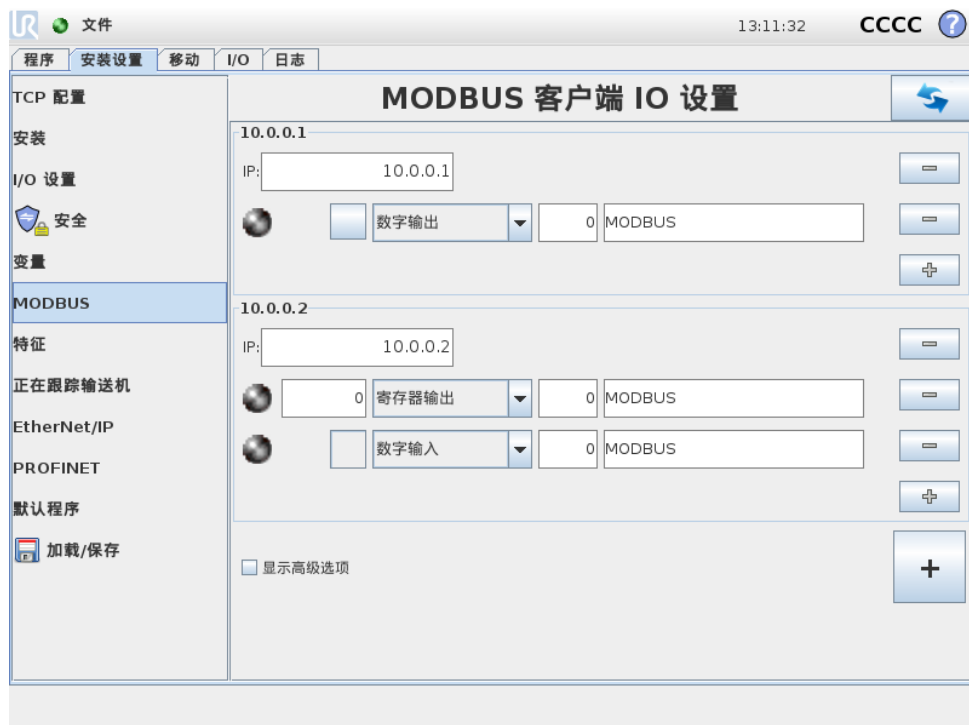 UR 文件 13:11:32 CCCC ?
程序 安装设置 移动 I/O 日志
TCP 配置
安装
I/O 设置
安全
变量
MODBUS
特征
正在跟踪输送机
EtherNet/IP
PROFINET
默认程序
加载/保存
MODBUS 客户端 IO 设置
10.0.0.1
IP: 10.0.0.1
数字输出 0 MODBUS
10.0.0.2
IP: 10.0.0.2
0 寄存器输出 0 MODBUS
数字输入 0 MODBUS
显示高级选项